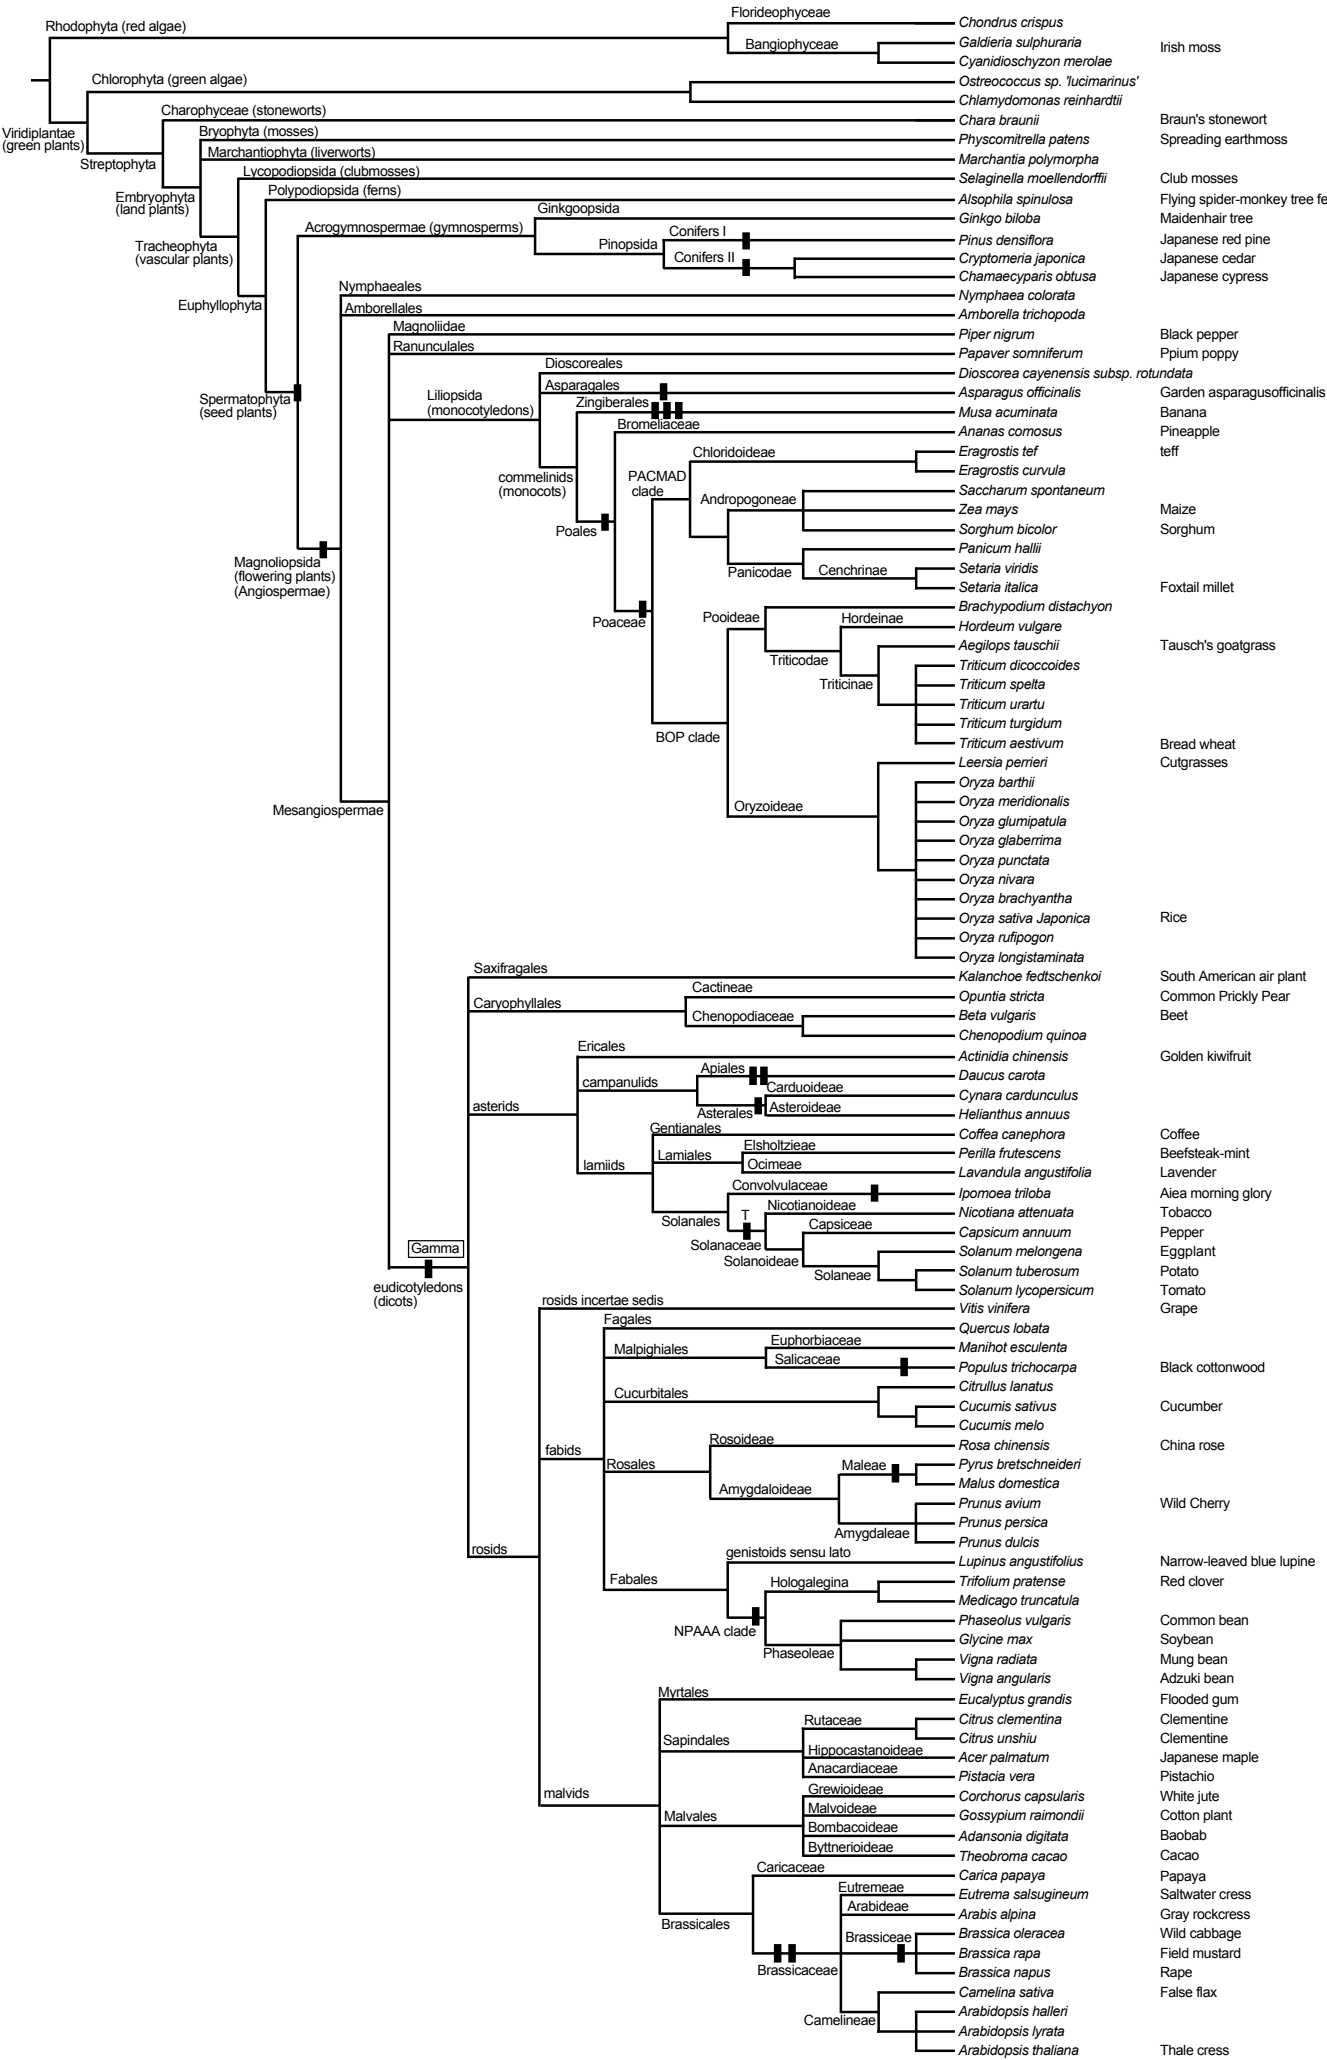 Florideophyceae
Rhodophyta (red algae)
Chondrus crispus
Bangiophyceae
Galdieria sulphuraria
Irish moss
Cyanidioschyzon merolae
Chlorophyta (green algae)
Ostreococcus sp. 'lucimarinus'
Chlamydomonas reinhardtii
Charophyceae (stoneworts)
Chara braunii Braun's stonewort
Viridiplantae
(green plants)
Bryophyta (mosses)
Physcomitrella patens Spreading earthmoss
Marchantiophyta (liverworts)
Marchantia polymorpha
Streptophyta
Lycopodiopsida (clubmosses)
Selaginella moellendorffii Club mosses
Embryophyta
(land plants)
Polypodiopsida (ferns)
Alsophila spinulosa Flying spider-monkey tree fe
Ginkgoopsida
Ginkgo biloba Maidenhair tree
Acrogymnospermae (gymnosperms)
Conifers I
Pinus densiflora Japanese red pine
Tracheophyta
(vascular plants)
Pinopsida
Conifers II
Cryptomeria japonica Japanese cedar
Chamaecyparis obtusa Japanese cypress
Nymphaeales
Nymphaea colorata
Euphyllophyta
Amborellales
Amborella trichopoda
Magnoliidae
Piper nigrum Black pepper
Ranunculales
Papaver somniferum Ppium poppy
Dioscoreales
Dioscorea cayenensis subsp. rotundata
Spermatophyta
(seed plants)
Liliopsida
(monocotyledons)
Asparagales
Asparagus officinalis Garden asparagusofficinalis
Zingiberales
Musa acuminata Banana
Bromeliaceae
Ananas comosus Pineapple
Chloridoideae
Eragrostis tef teff
Eragrostis curvula
commelinids
(monocots)
PACMAD
clade
Andropogoneae
Saccharum spontaneum
Zea mays Maize
Sorghum bicolor Sorghum
Poales
Panicum hallii
Panicodae
Cenchrinae
Setaria viridis
Setaria italica Foxtail millet
Magnoliopsida
(flowering plants)
(Angiospermae)
Poaceae
Pooideae
Brachypodium distachyon
Hordeinae
Hordeum vulgare
Triticodae
Aegilops tauschii Tausch's goatgrass
Triticinae
Triticum dicoccoides
Triticum spelta
Triticum urartu
Triticum turgidum
BOP clade
Triticum aestivum Bread wheat
Leersia perrieri Cutgrasses
Oryza barthii
Mesangiospermae
Oryzoideae
Oryza meridionalis
Oryza glumipatula
Oryza glaberrima
Oryza punctata
Oryza nivara
Oryza brachyantha
Oryza sativa Japonica Rice
Oryza rufipogon
Oryza longistaminata
Saxifragales
Kalanchoe fedtschenkoi South American air plant
Caryophyllales
Cactineae
Opuntia stricta Common Prickly Pear
Chenopodiaceae
Beta vulgaris Beet
Chenopodium quinoa
Ericales
Actinidia chinensis Golden kiwifruit
asterids
campanulids
Apiales
Daucus carota
Carduoideae
Cynara cardunculus
Asterales
Asteroideae
Helianthus annuus
Gentianales
Coffea canephora Coffee
lamiids
Lamiales
Elsholtzieae
Perilla frutescens Beefsteak-mint
Ocimeae
Lavandula angustifolia Lavender
Convolvulaceae
Ipomoea triloba Aiea morning glory
Solanales
T
Nicotianoideae
Nicotiana attenuata Tobacco
Solanaceae
Capsiceae
Capsicum annuum Pepper
Solanoideae
Solanum melongena Eggplant
Solaneae
Solanum tuberosum Potato
Solanum lycopersicum Tomato
Gamma
eudicotyledons
(dicots)
rosids incertae sedis
Vitis vinifera Grape
Fagales
Quercus lobata
Malpighiales
Euphorbiaceae
Manihot esculenta
Salicaceae
Populus trichocarpa Black cottonwood
Cucurbitales
Citrullus lanatus
Cucumis sativus Cucumber
Cucumis melo
fabids
Rosales
Rosoideae
Rosa chinensis China rose
Maleae
Pyrus bretschneideri
Malus domestica
Amygdaloideae
Prunus avium Wild Cherry
Prunus persica
Amygdaleae
Prunus dulcis
rosids
genistoids sensu lato
Lupinus angustifolius Narrow-leaved blue lupine
Fabales
Hologalegina
Trifolium pratense Red clover
Medicago truncatula
NPAAA clade
Phaseolus vulgaris Common bean
Glycine max Soybean
Phaseoleae
Vigna radiata Mung bean
Vigna angularis Adzuki bean
Myrtales
Eucalyptus grandis Flooded gum
Sapindales
Rutaceae
Citrus clementina Clementine
Citrus unshiu Clementine
Hippocastanoideae
Acer palmatum Japanese maple
Anacardiaceae
Pistacia vera Pistachio
malvids
Malvales
Grewioideae
Corchorus capsularis White jute
Malvoideae
Gossypium raimondii Cotton plant
Bombacoideae
Adansonia digitata Baobab
Byttnerioideae
Theobroma cacao Cacao
Caricaceae
Carica papaya Papaya
Eutremeae
Eutrema salsugineum Saltwater cress
Brassicales
Arabideae
Arabis alpina Gray rockcress
Brassiceae
Brassica oleracea Wild cabbage
Brassica rapa Field mustard
Brassicaceae
Brassica napus Rape
Camelina sativa False flax
Camelineae
Arabidopsis halleri
Arabidopsis lyrata
Arabidopsis thaliana Thale cress